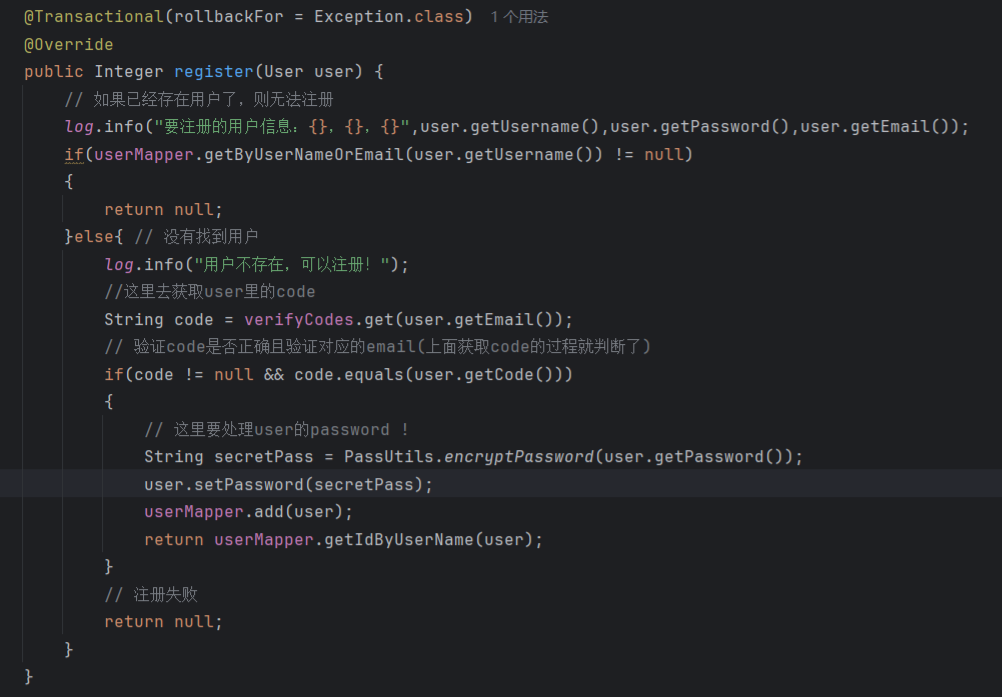 @Transactional(rollbackFor = Exception.class) 1 个用法
@Override
public Integer register(User user) {
// 如果已经存在用户了，则无法注册
log.info("要注册的用户信息：{}，{}，{}",user.getUsername(),user.getPassword(),user.getEmail());
if(userMapper.getByUserNameOrEmail(user.getUsername()) != null)
{
return null;
}else{ // 没有找到用户
log.info("用户不存在，可以注册！");
//这里去获取user里的code
String code = verifyCodes.get(user.getEmail());
// 验证code是否正确且验证对应的email(上面获取code的过程就判断了)
if(code != null && code.equals(user.getCode()))
{
// 这里要处理user的password ！
String secretPass = PassUtils.encryptPassword(user.getPassword());
user.setPassword(secretPass);
userMapper.add(user);
return userMapper.getIdByUserName(user);
}
// 注册失败
return null;
}
}